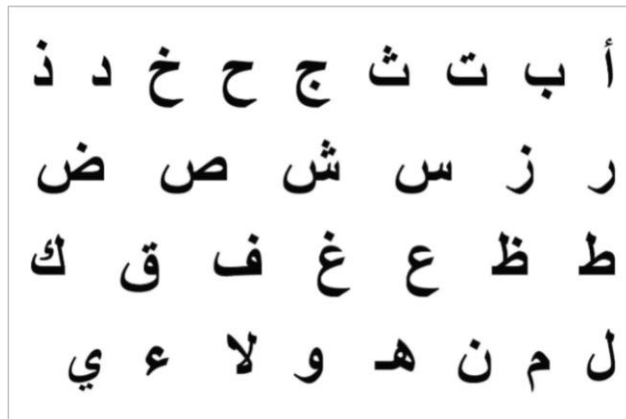 أ ب ت ث ج ح خ د ذ
ر ز س ش ص ض
ط ظ ع غ ف ق ك
ل م ن هـ و لا ء ي